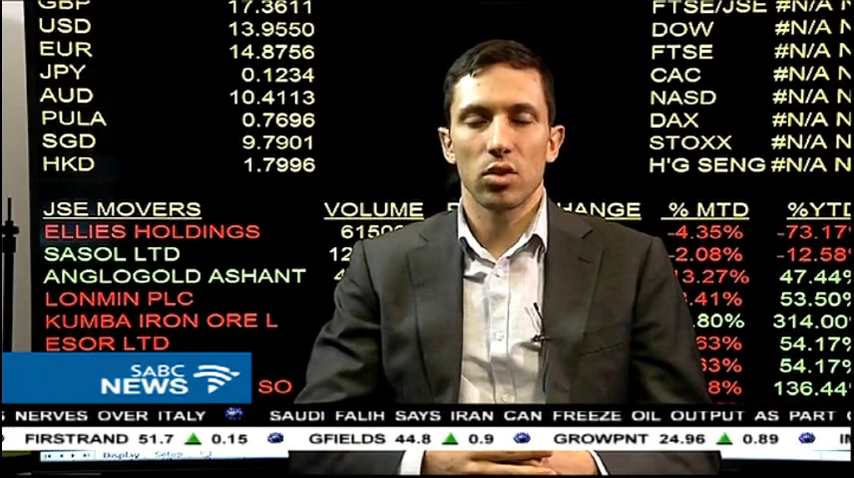 GBP 17.3611 FTSE/JSE #N/A N
USD 13.9550 DOW #N/A N
EUR 14.8756 FTSE #N/A N
JPY 0.1234 CAC #N/A N
AUD 10.4113 NASD #N/A N
PULA 0.7696 DAX #N/A N
SGD 9.7901 STOXX #N/A N
HKD 1.7996 H'G SENG #N/A N
JSE MOVERS VOLUME % MTD %YTD
ELLIES HOLDINGS -4.35% -73.17
SASOL LTD -2.08% -12.58
ANGLOGOLD ASHANT 13.27% 47.44%
LONMIN PLC 53.50%
KUMBA IRON ORE L 314.00
ESOR LTD 54.17%
54.17%
SO 136.44
SABC
NEWS
NERVES OVER ITALY SAUDI FALIH SAYS IRAN CAN FREEZE OIL OUTPUT AS PART
FIRSTRAND 51.7 ▲ 0.15 GFIELDS 44.8 ▲ 0.9 GROWPNT 24.96 ▲ 0.89
Display Setup